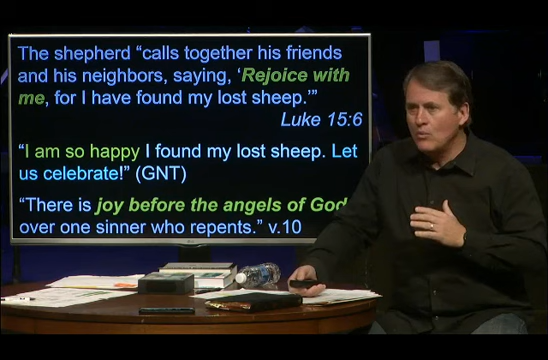 The shepherd “calls together his friends
and his neighbors, saying, ‘Rejoice with
me, for I have found my lost sheep.’”
Luke 15:6
“I am so happy I found my lost sheep. Let
us celebrate!” (GNT)
“There is joy before the angels of God
over one sinner who repents.” v.10